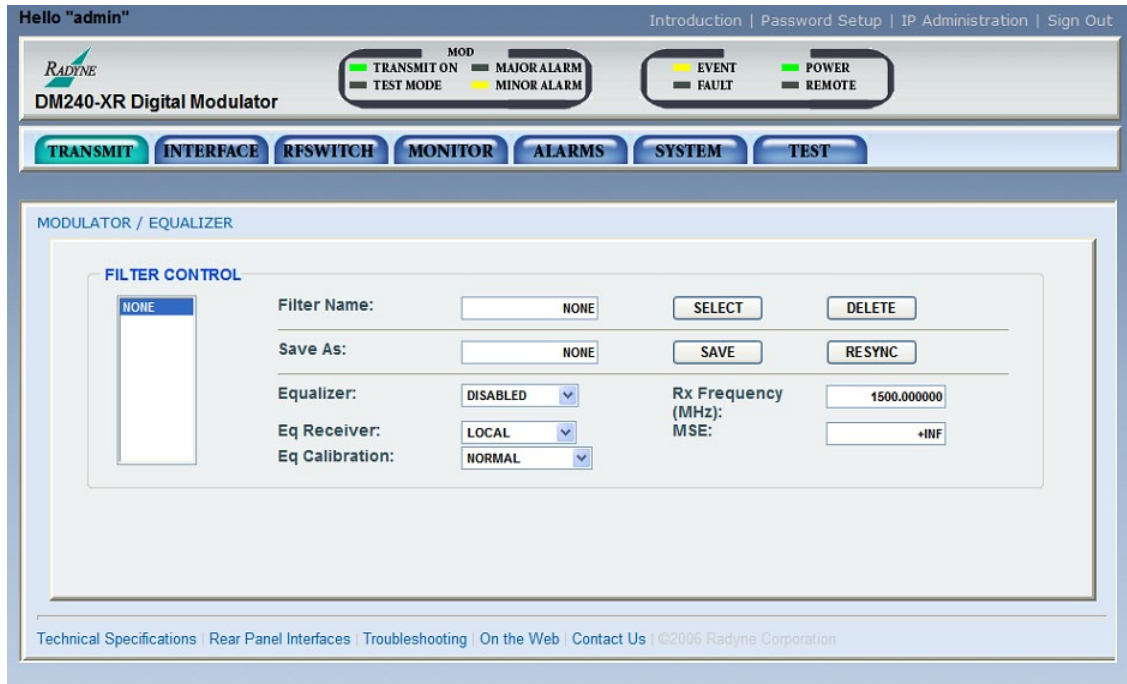 Hello "admin"
Introduction | Password Setup | IP Administration | Sign Out
RADYNE
DM240-XR Digital Modulator
MOD
TRANSMIT ON MAJOR ALARM
TEST MODE MINOR ALARM
EVENT POWER
FAULT REMOTE
TRANSMIT INTERFACE RFSWITCH MONITOR ALARMS SYSTEM TEST
MODULATOR / EQUALIZER
FILTER CONTROL
NONE
Filter Name: NONE SELECT DELETE
Save As: NONE SAVE RESYNC
Equalizer: DISABLED Rx Frequency (MHz): 1500.000000
Eq Receiver: LOCAL MSE: +INF
Eq Calibration: NORMAL
Technical Specifications | Rear Panel Interfaces | Troubleshooting | On the Web | Contact Us | ©2006 Radyne Corporation